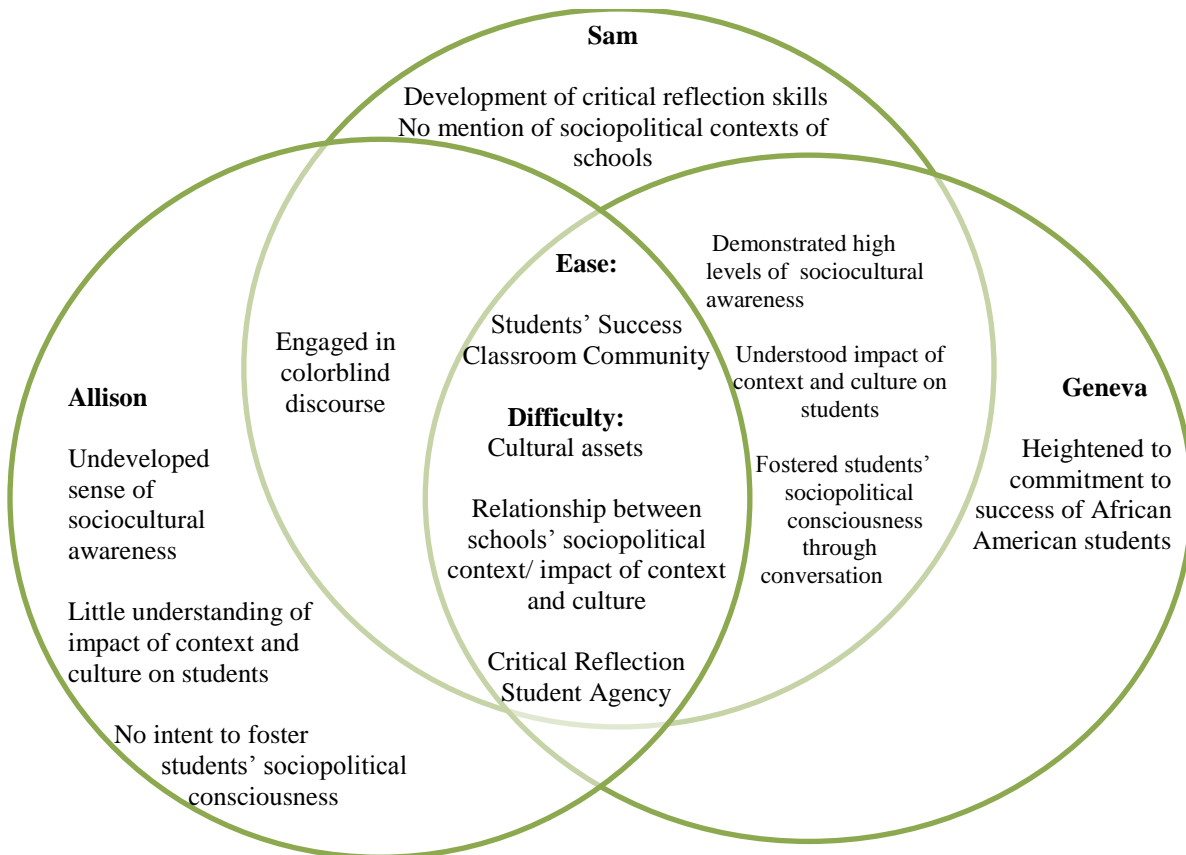 Sam
Development of critical reflection skills
No mention of sociopolitical contexts of
schools
Allison
Undeveloped
sense of
sociocultural
awareness
Little understanding of
impact of context and
culture on students
No intent to foster
students’ sociopolitical
consciousness
Engaged in
colorblind
discourse
Ease:
Students’ Success
Classroom Community
Difficulty:
Cultural assets
Relationship between
schools’ sociopolitical
context/ impact of context
and culture
Critical Reflection
Student Agency
Demonstrated high
levels of sociocultural
awareness
Understood impact of
context and culture on
students
Fostered students’
sociopolitical
consciousness
through
conversation
Geneva
Heightened to
commitment to
success of African
American students